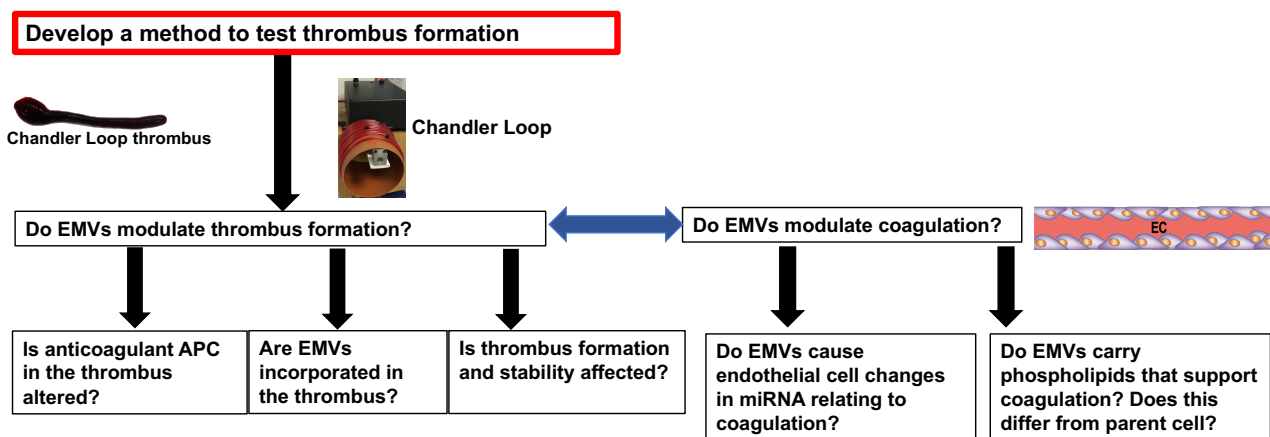 Develop a method to test thrombus formation
Chandler Loop thrombus
Chandler Loop
Do EMVs modulate thrombus formation?
Do EMVs modulate coagulation?
EC
Is anticoagulant APC
in the thrombus
altered?
Are EMVs
incorporated in
the thrombus?
Is thrombus formation
and stability affected?
Do EMVs cause
endothelial cell changes
in miRNA relating to
coagulation?
Do EMVs carry
phospholipids that support
coagulation? Does this
differ from parent cell?